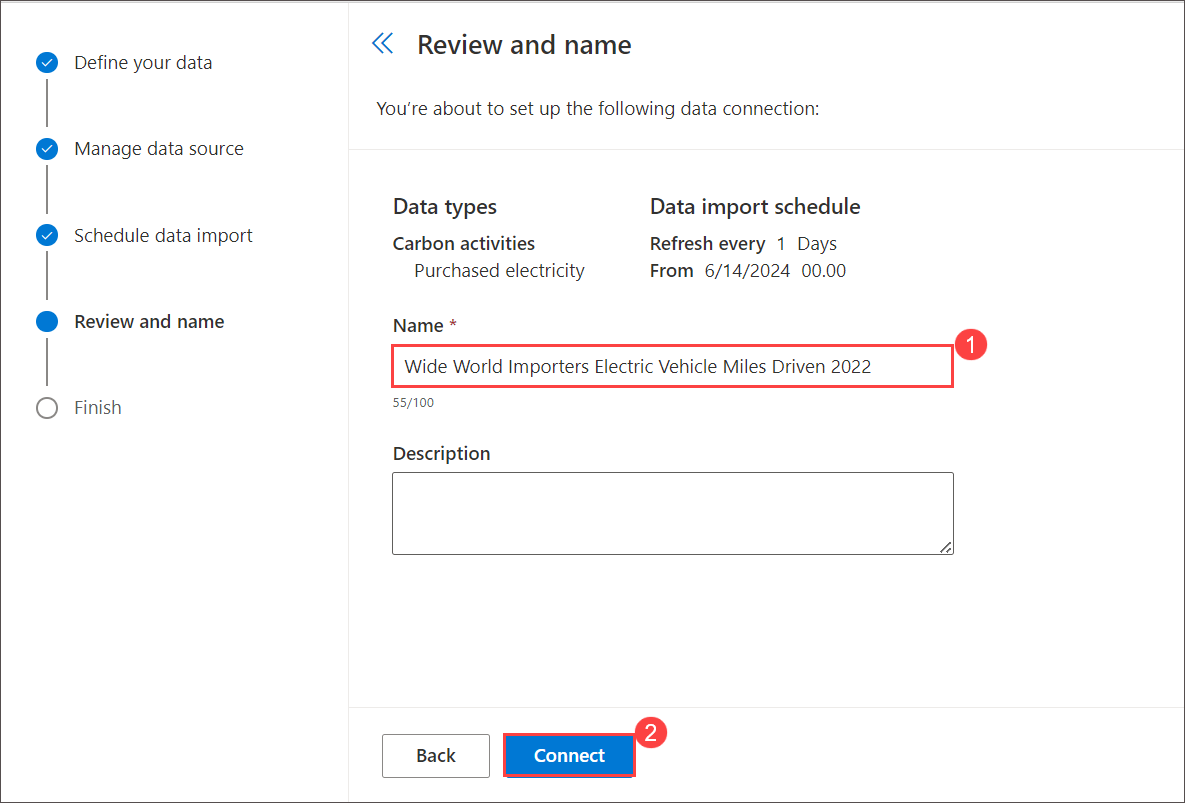 Define your data
Manage data source
Schedule data import
Review and name
Finish
Review and name
You’re about to set up the following data connection:
Data types
Carbon activities
Purchased electricity
Data import schedule
Refresh every 1 Days
From 6/14/2024 00.00
Name *
Wide World Importers Electric Vehicle Miles Driven 2022
1
55/100
Description
Back
Connect
2